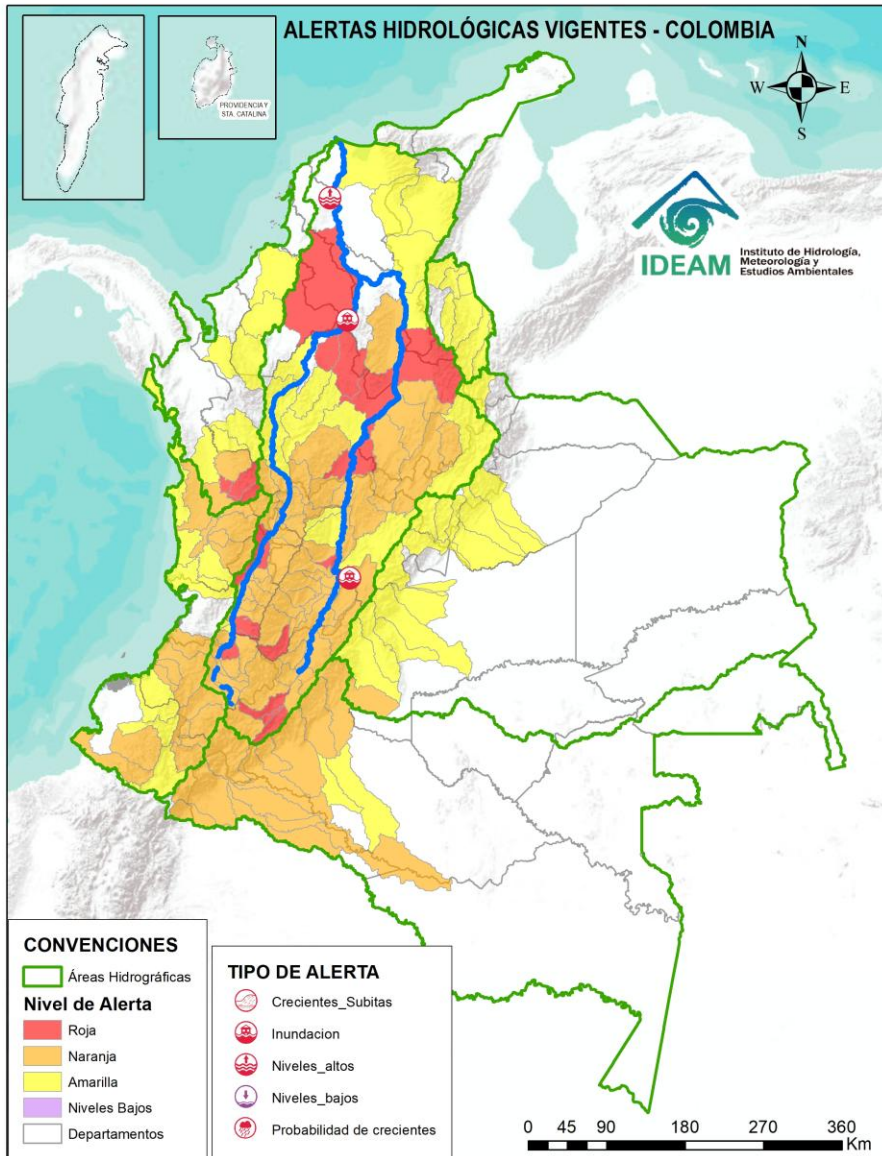 ALERTAS HIDROLÓGICAS VIGENTES - COLOMBIA
PROVIDENCIA Y
STA. CATALINA
N
W
E
S
IDEAM
Instituto de Hidrología,
Meteorología y
Estudios Ambientales
CONVENCIONES
Áreas Hidrográficas
Nivel de Alerta
Roja
Naranja
Amarilla
Niveles Bajos
Departamentos
TIPO DE ALERTA
Crecientes_Subitas
Inundacion
Niveles_altos
Niveles_bajos
Probabilidad de crecientes
0 45 90 180 270 360
Km